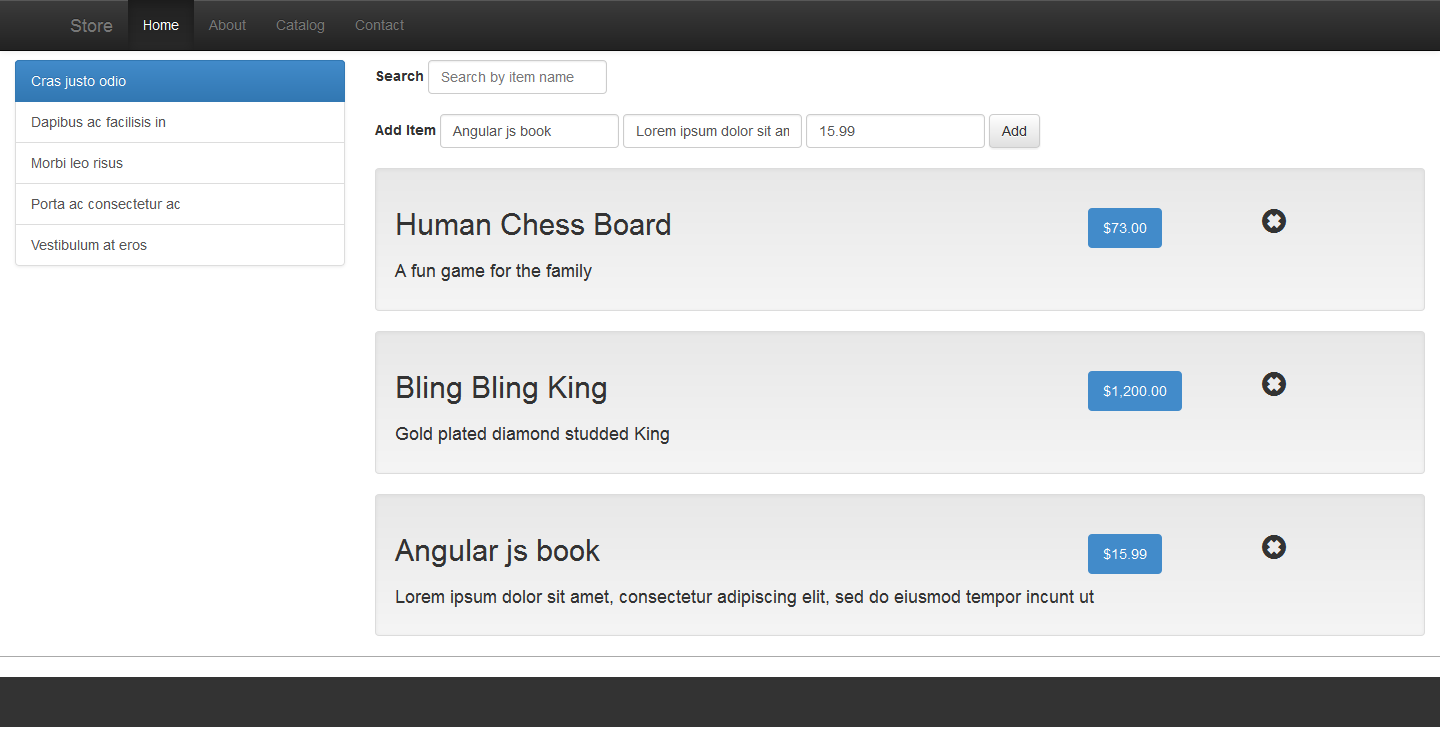 Store Home About Catalog Contact
Cras justo odio
Dapibus ac facilisis in
Morbi leo risus
Porta ac consectetur ac
Vestibulum at eros
Search Search by item name
Add Item Angular js book Lorem ipsum dolor sit am 15.99 Add
Human Chess Board $73.00
A fun game for the family
Bling Bling King $1,200.00
Gold plated diamond studded King
Angular js book $15.99
Lorem ipsum dolor sit amet, consectetur adipiscing elit, sed do eiusmod tempor incunt ut